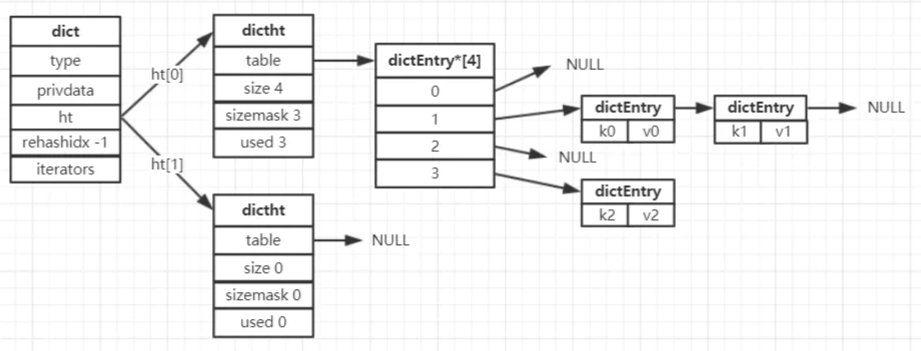 dict
type
privdata
ht
rehashidx -1
iterators
ht[0]
ht[1]
dictht
table
size 4
sizemask 3
used 3
dictht
table
size 0
sizemask 0
used 0
NULL
dictEntry*[4]
0
1
2
3
NULL
dictEntry
k0 v0
dictEntry
k1 v1
NULL
NULL
dictEntry
k2 v2